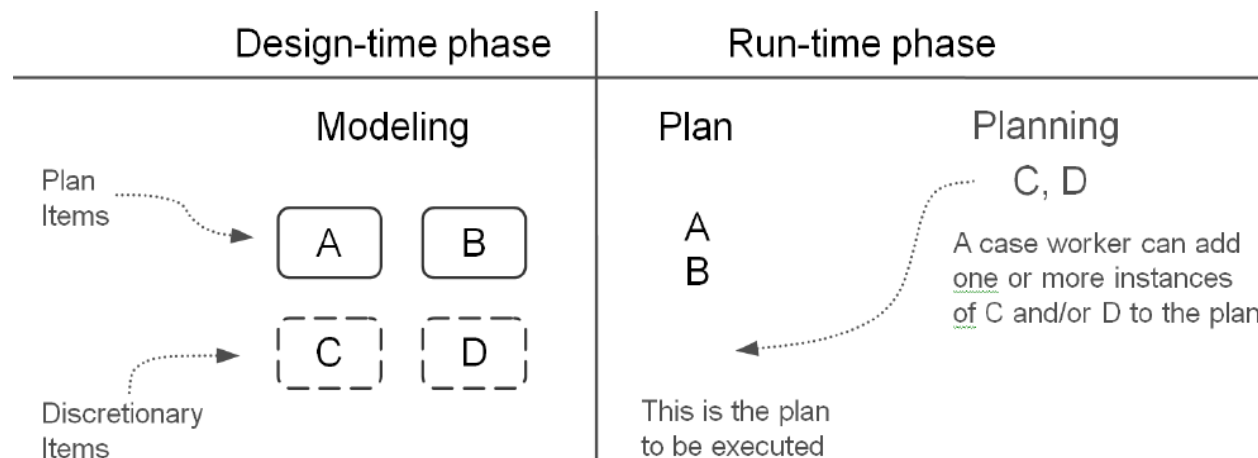 Design-time phase
Run-time phase
Modeling
Plan
Items
A
B
C
D
Discretionary
Items
Plan
A
B
This is the plan
to be executed
Planning
C, D
A case worker can add
one or more instances
of C and/or D to the plan